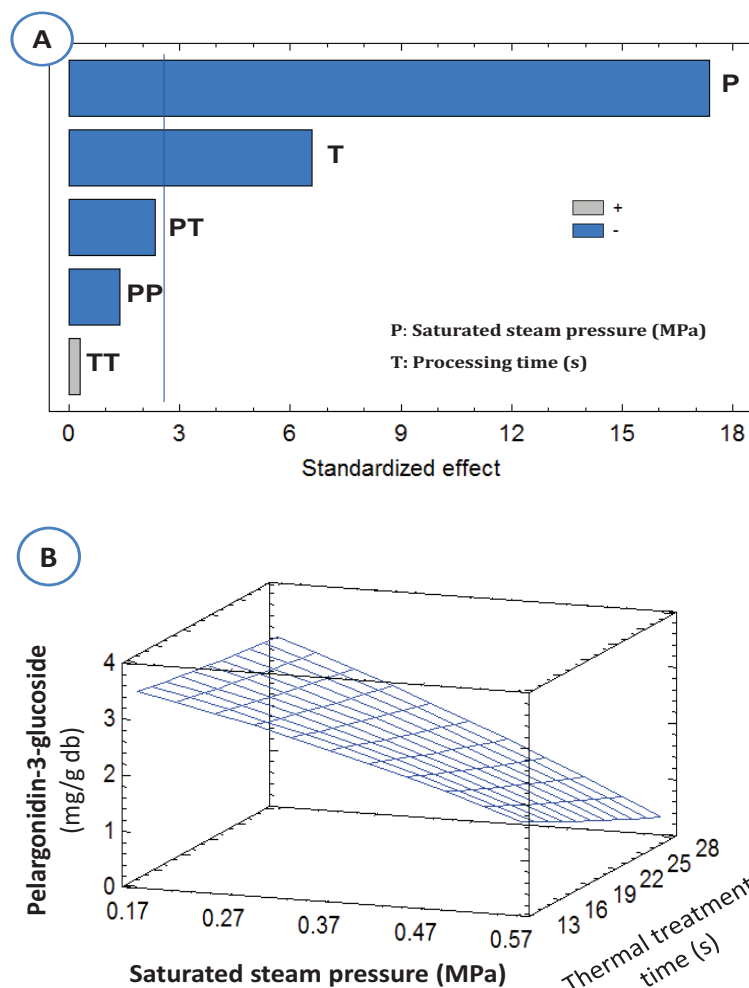 A
P
T
PT
PP
TT
+
-
P: Saturated steam pressure (MPa)
T: Processing time (s)
0 3 6 9 12 15 18
Standardized effect
B
Pelargonidin-3-glucoside
(mg/g db)
4
3
2
1
0
0.17 0.27 0.37 0.47 0.57
13 16 19 22 25 28
Saturated steam pressure (MPa)
Thermal treatment
time (s)